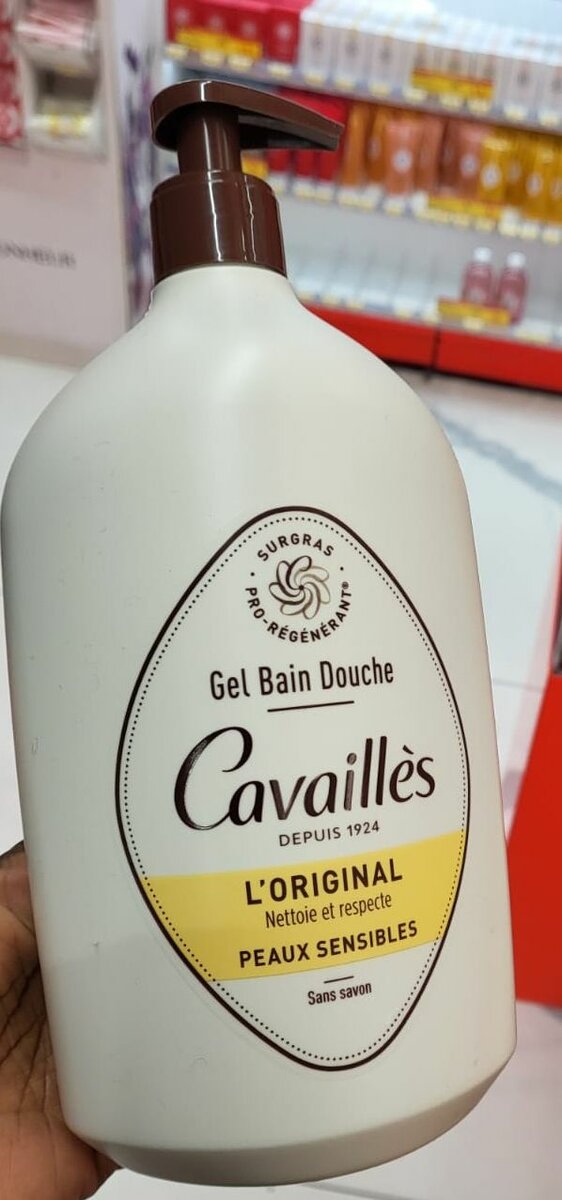 SURGRAS
PRO-RÉGÉNÉRANT®
Gel Bain Douche
Cavaillès
DEPUIS 1924
L'ORIGINAL
Nettoie et respecte
PEAUX SENSIBLES
Sans savon